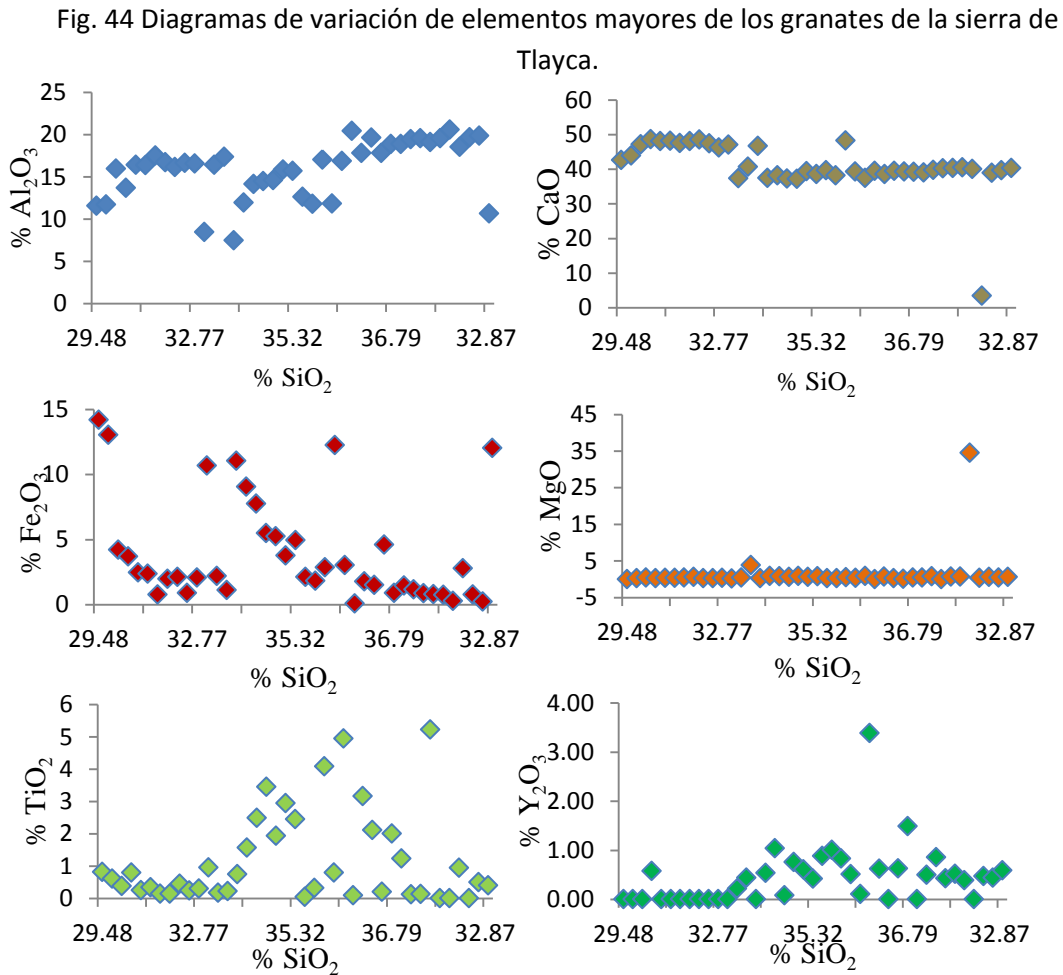 Fig. 44 Diagramas de variación de elementos mayores de los granates de la sierra de
Tlayca.
25
20
15
10
5
0
% Al₂O₃
29.48 32.77 35.32 36.79 32.87
% SiO₂
60
50
40
30
20
10
0
% CaO
29.48 32.77 35.32 36.79 32.87
% SiO₂
15
10
5
0
% Fe₂O₃
29.48 32.77 35.32 36.79 32.87
% SiO₂
45
35
25
15
5
-5
% MgO
29.48 32.77 35.32 36.79 32.87
% SiO₂
6
5
4
3
2
1
0
% TiO₂
29.48 32.77 35.32 36.79 32.87
% SiO₂
4.00
3.00
2.00
1.00
0.00
% Y₂O₃
29.48 32.77 35.32 36.79 32.87
% SiO₂